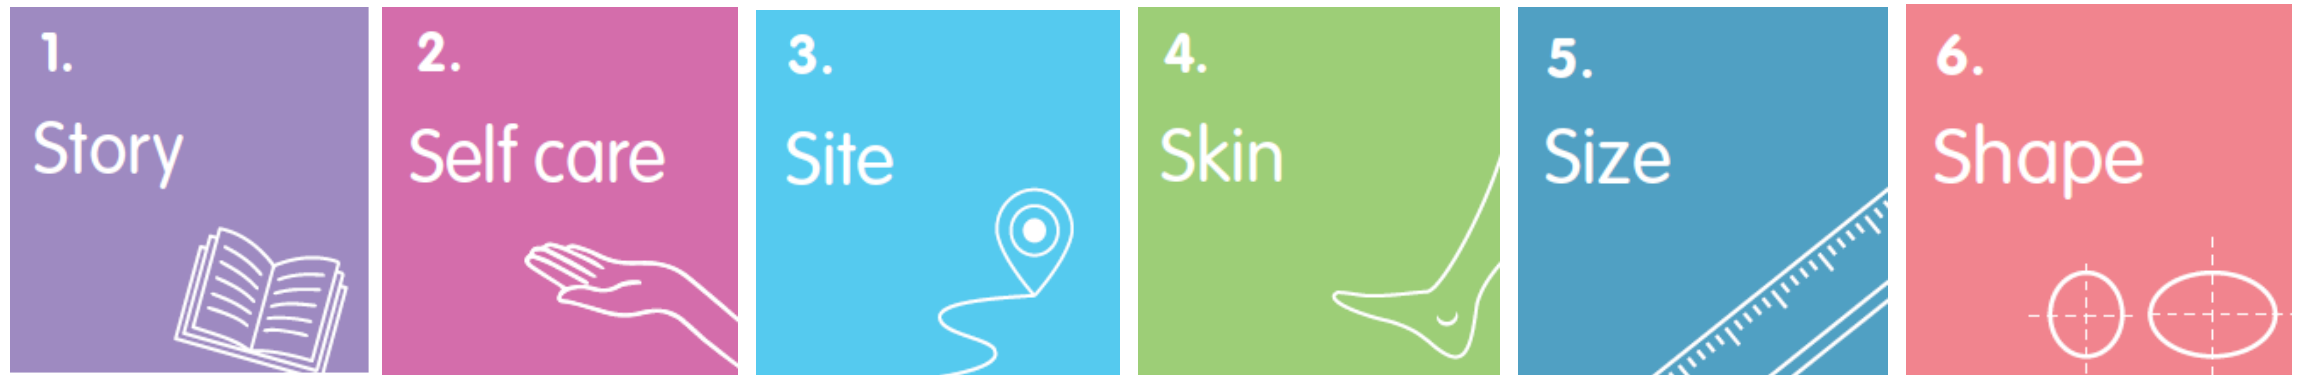 1.
Story
2.
Self care
3.
Site
4.
Skin
5.
Size
6.
Shape